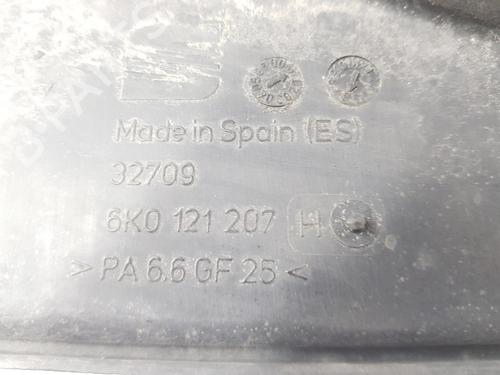 Made in Spain (ES)
32709
6K0 121 207 H
> PA 6.6 GF 25 <